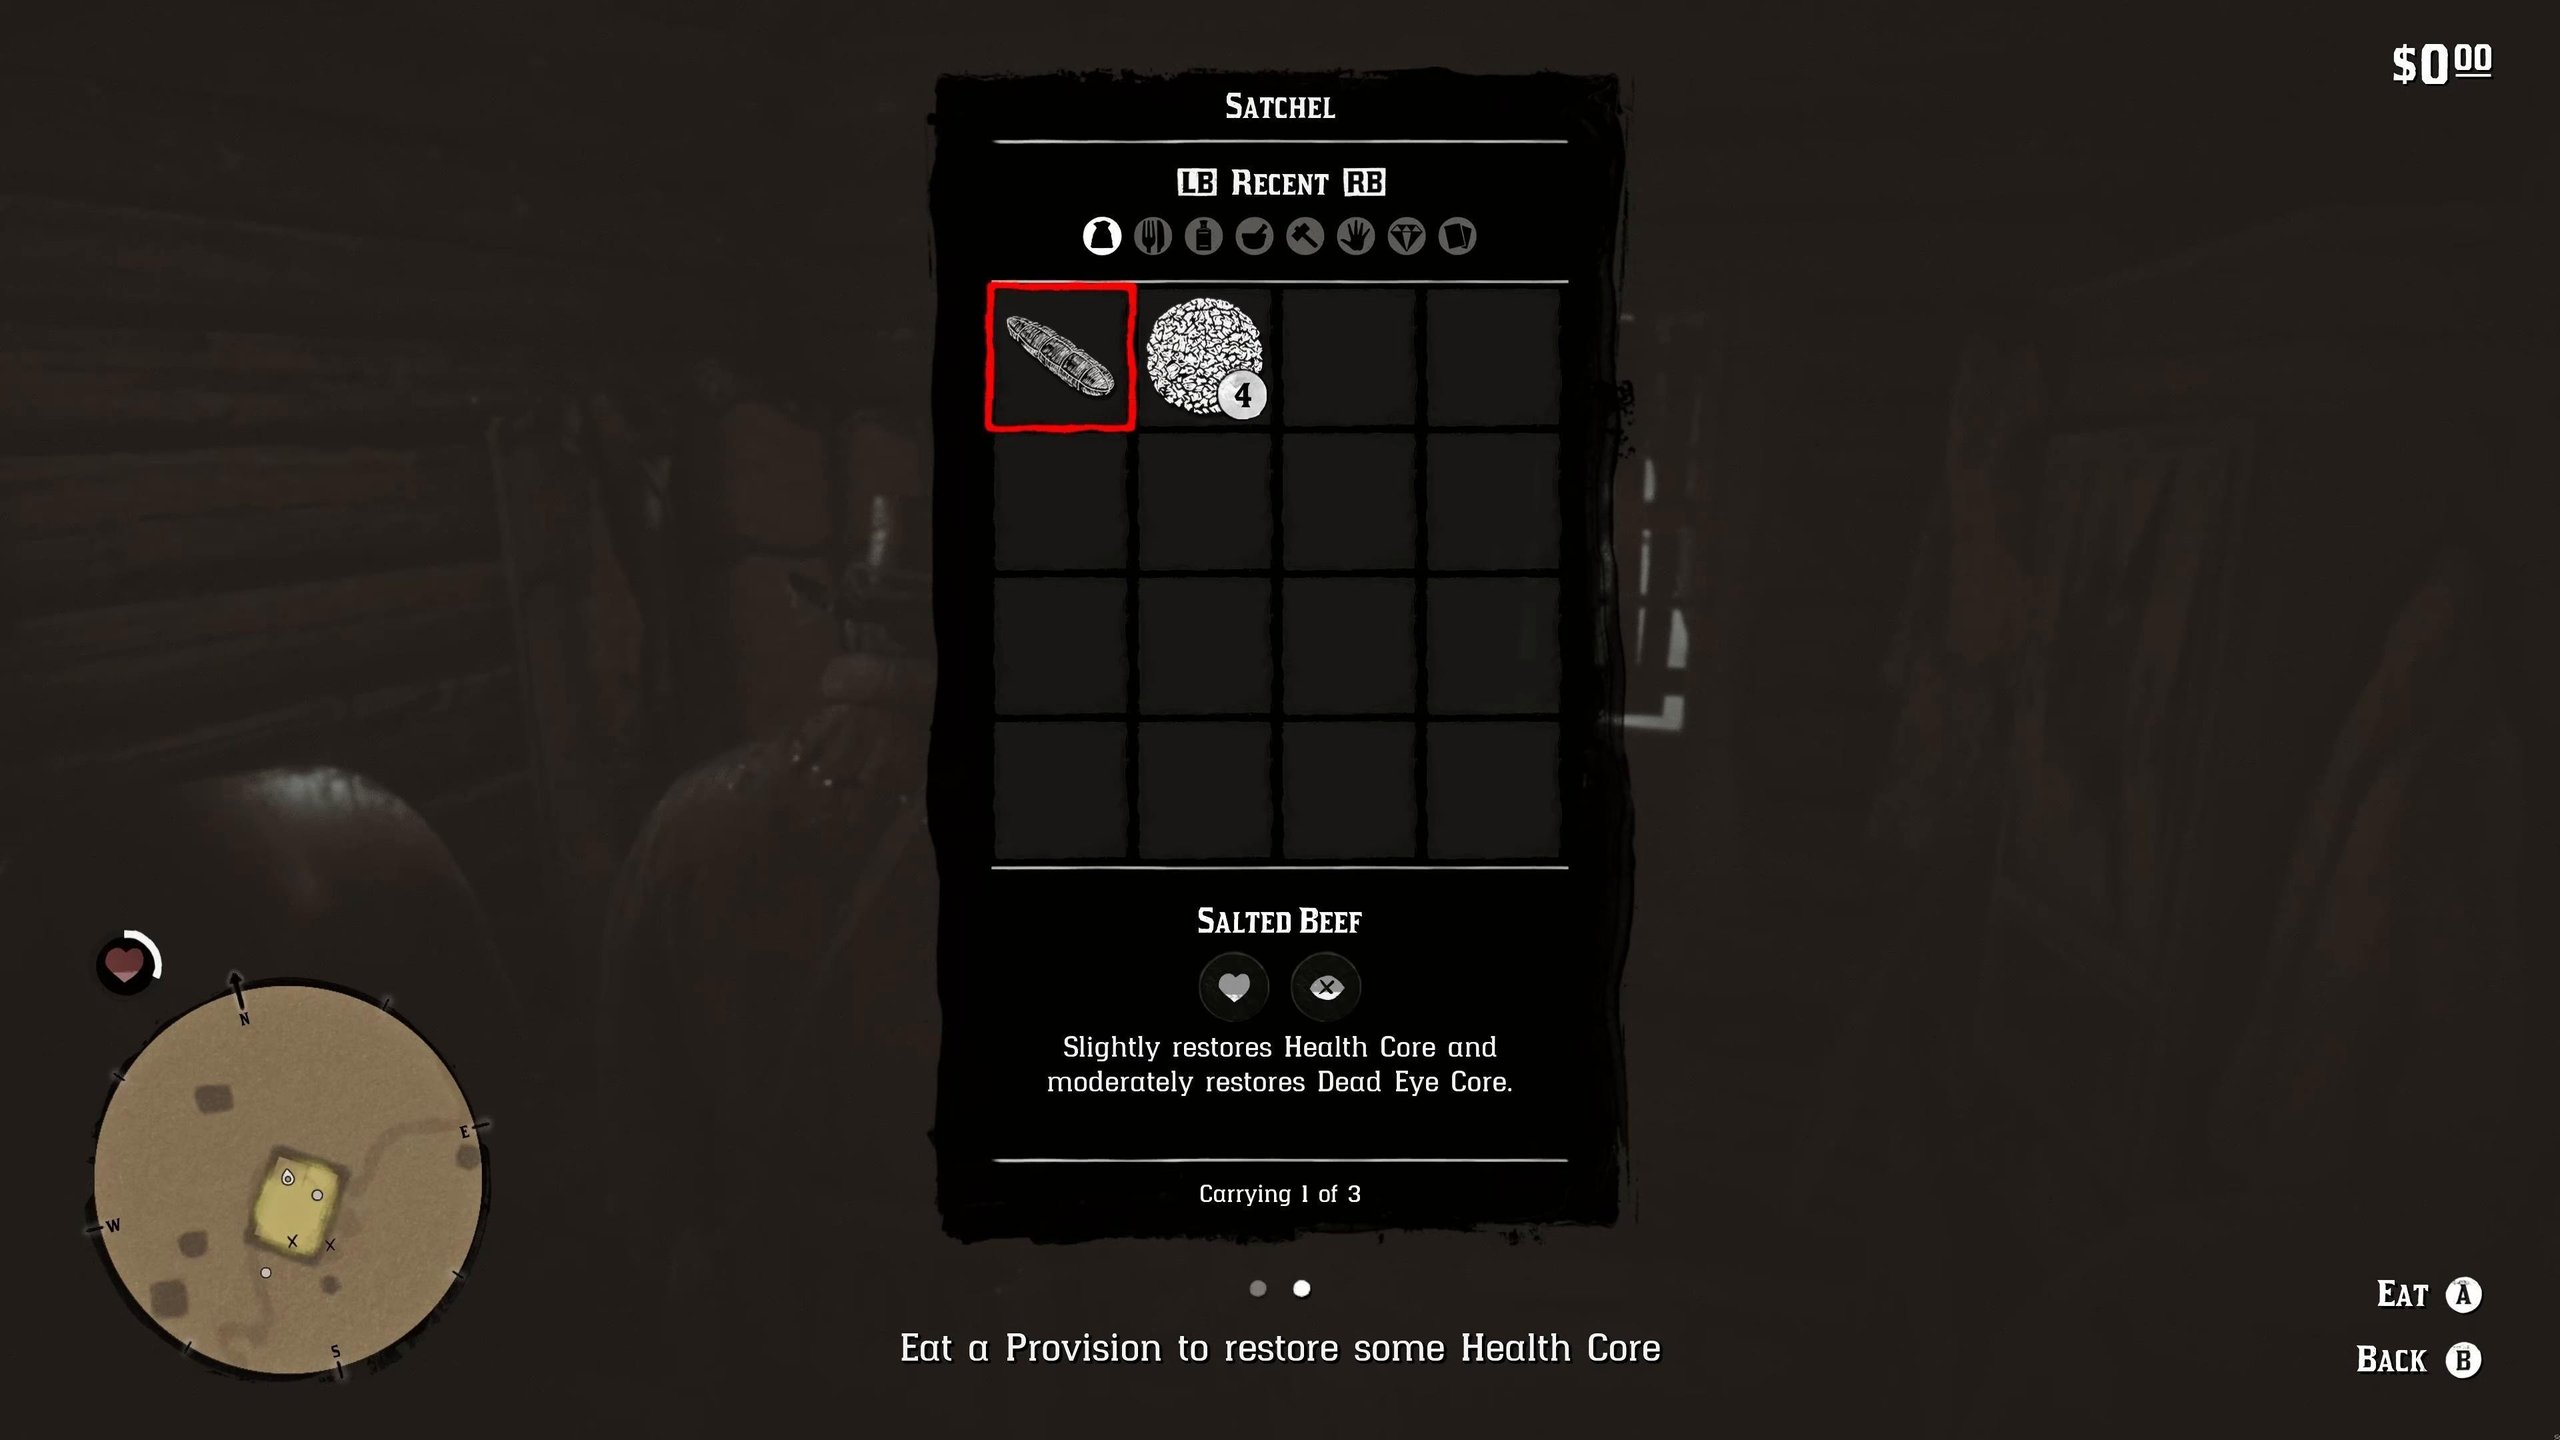 $0.00
SATCHEL
LB RECENT RB
4
SALTED BEEF
Slightly restores Health Core and
moderately restores Dead Eye Core.
Carrying 1 of 3
N
E
W
S
Eat a Provision to restore some Health Core
EAT A
BACK B